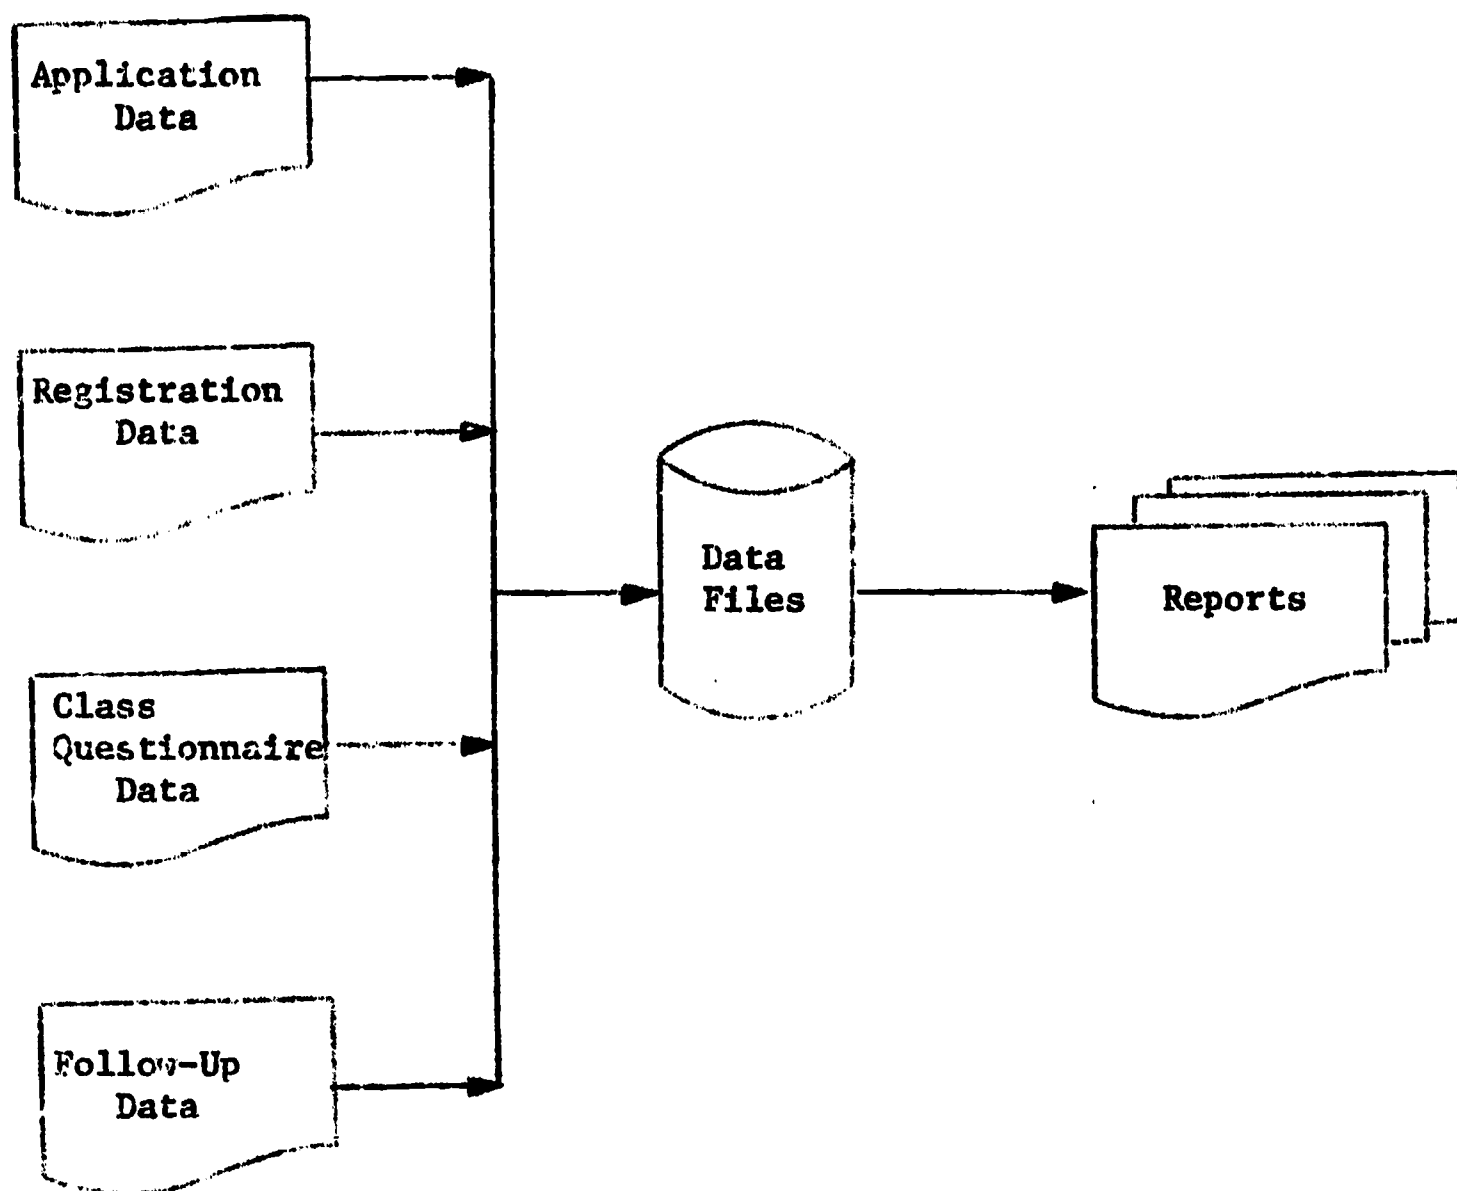 Application
Data
Registration
Data
Class
Questionnaire
Data
Follow-Up
Data
Data
Files
Reports